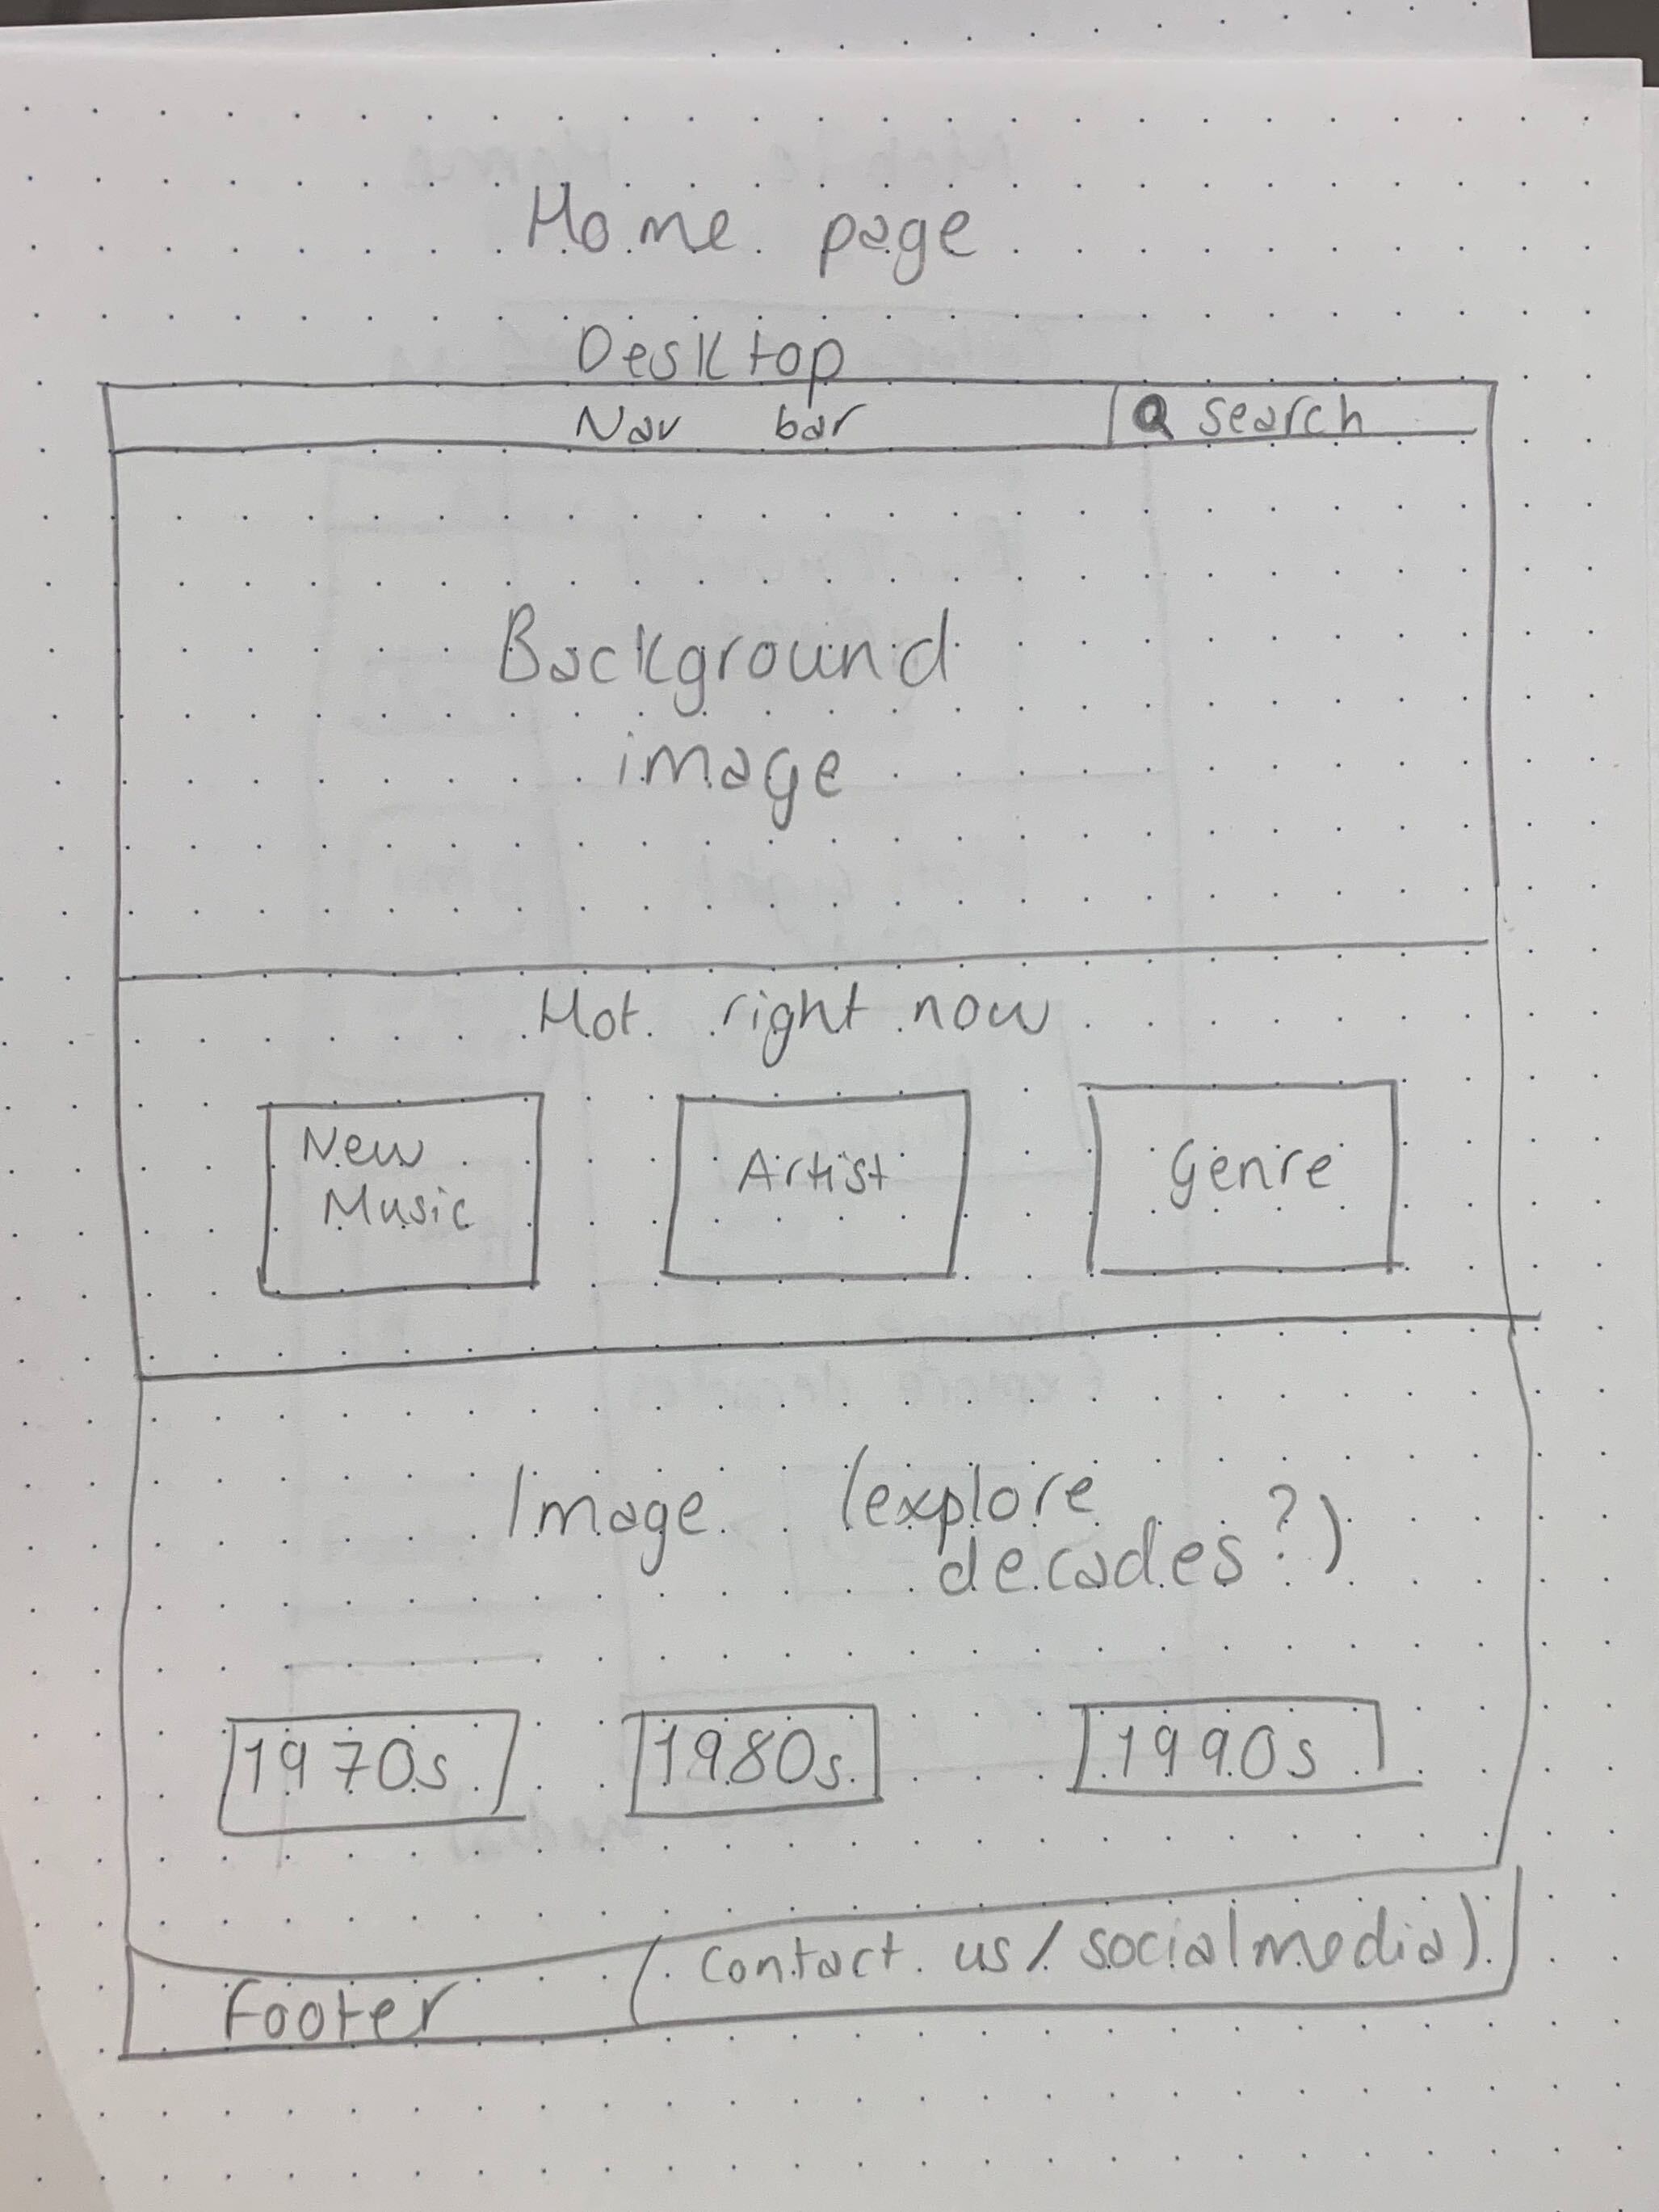 Home page
Desktop
Nav bar
search
Background
image
Hot right now
New
Music
Artist
Genre
Image (explore
decades?)
1970s
1980s
1990s
Footer (contact us / social media)